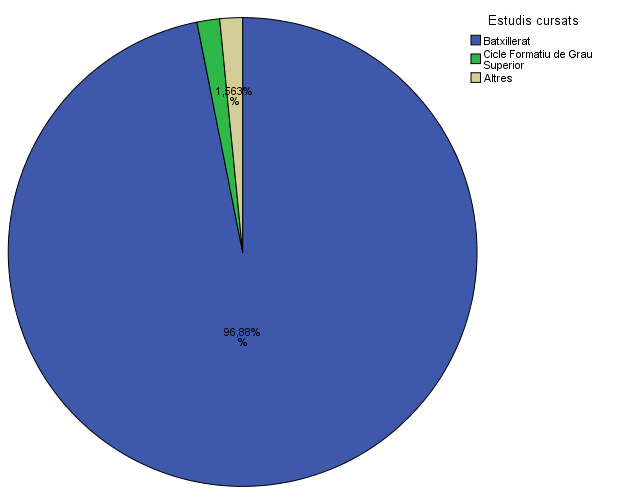 Estudis cursats
Batxillerat
Cicle Formatiu de Grau
Superior
Altres
1,563%
%
96,88%
%